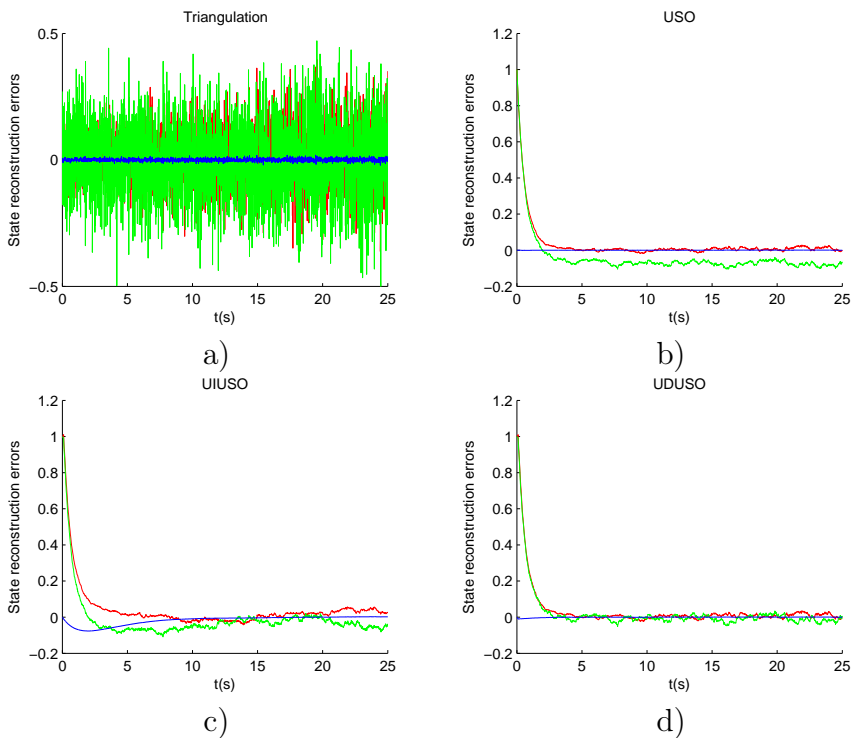 Triangulation
State reconstruction errors
0.5
0
−0.5
0 5 10 15 20 25
t(s)
a)
USO
State reconstruction errors
1.2
1
0.8
0.6
0.4
0.2
0
−0.2
0 5 10 15 20 25
t(s)
b)
UIUSO
State reconstruction errors
1.2
1
0.8
0.6
0.4
0.2
0
−0.2
0 5 10 15 20 25
t(s)
c)
UDUSO
State reconstruction errors
1.2
1
0.8
0.6
0.4
0.2
0
−0.2
0 5 10 15 20 25
t(s)
d)